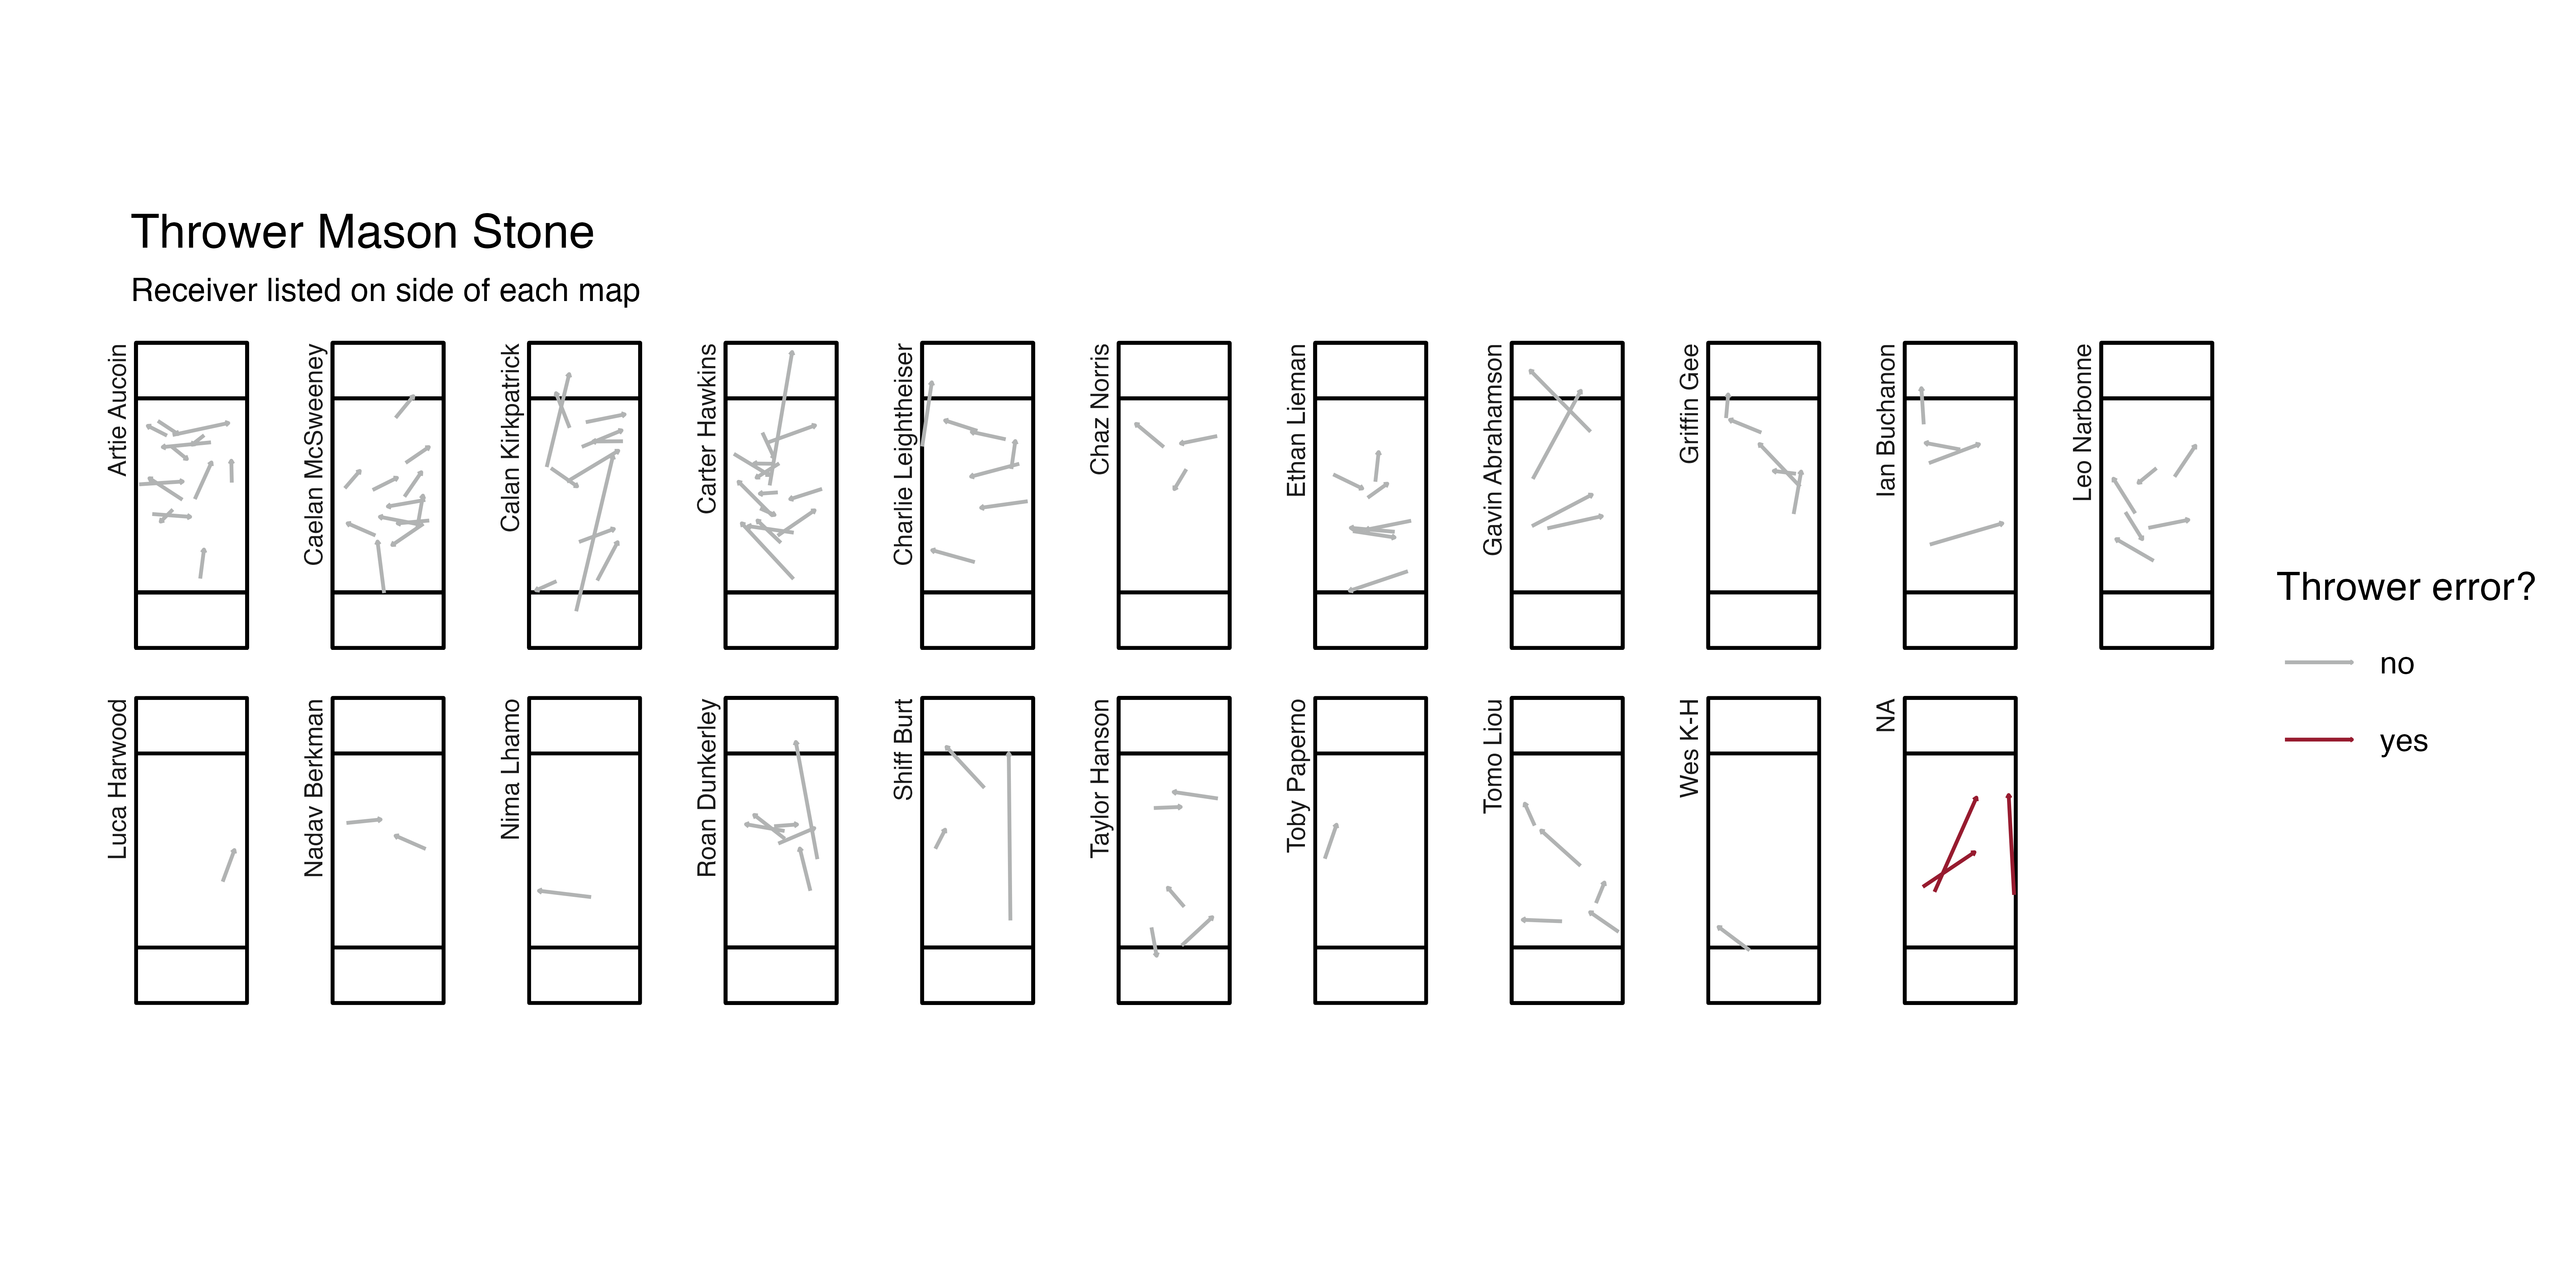 Thrower Mason Stone
Receiver listed on side of each map
Artie Aucoin
Caelan McSweeney
Calan Kirkpatrick
Carter Hawkins
Charlie Leightheiser
Chaz Norris
Ethan Lieman
Gavin Abrahamson
Griffin Gee
Ian Buchanon
Leo Narbonne
Luca Harwood
Nadav Berkman
Nima Lhamo
Roan Dunkerley
Shiff Burt
Taylor Hanson
Toby Paperno
Tomo Liou
Wes K-H
NA
Thrower error?
no
yes